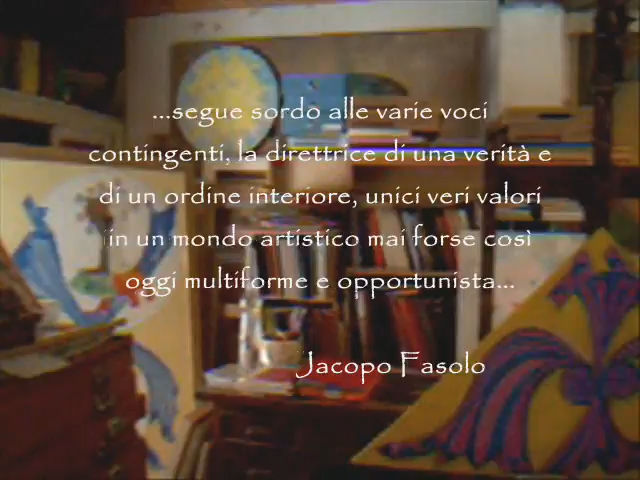 ...segue sordo alle varie voci
contingenti, la direttrice di una verità e
di un ordine interiore, unici veri valori
in un mondo artistico mai forse così
oggi multiforme e opportunista...
Jacopo Fasolo